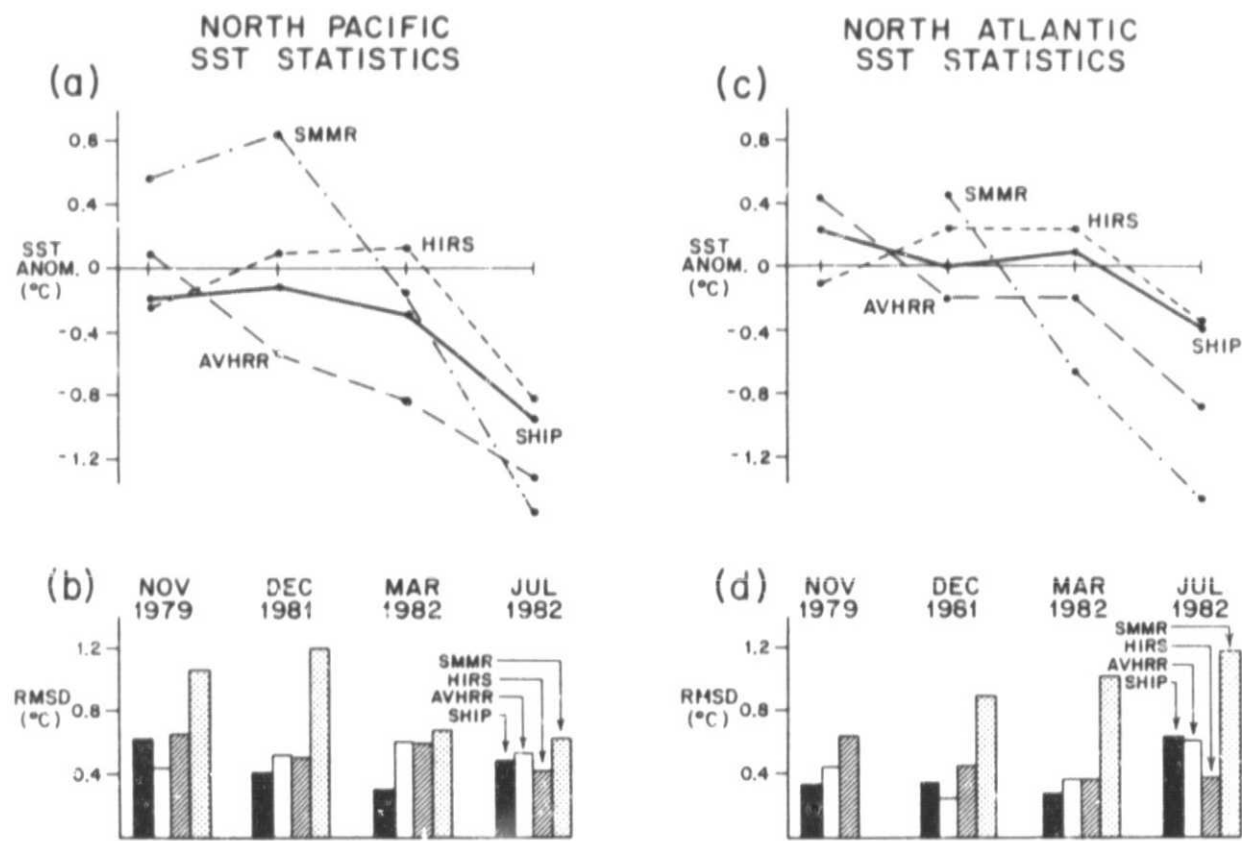 NORTH PACIFIC
SST STATISTICS
(a)
0.8
0.4
SST
ANOM.
(°C)
0
-0.4
-0.8
-1.2
SMMR
HIRS
AVHRR
SHIP
(b)
NOV
1979
DEC
1981
MAR
1982
JUL
1982
1.2
RMSD
(°C)
0.8
0.4
SMMR
HIRS
AVHRR
SHIP
NORTH ATLANTIC
SST STATISTICS
(c)
0.8
0.4
SST
ANOM.
(°C)
0
-0.4
-0.8
-1.2
SMMR
HIRS
AVHRR
SHIP
(d)
NOV
1979
DEC
1961
MAR
1982
JUL
1982
1.2
RMSD
(°C)
0.8
0.4
SMMR
HIRS
AVHRR
SHIP